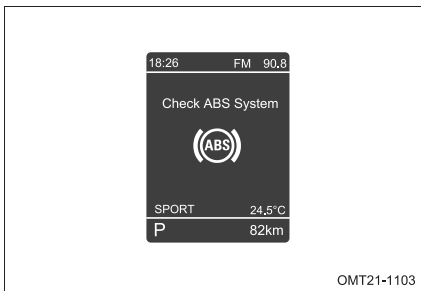 18:26 FM 90.8
Check ABS System
ABS
SPORT 24.5°C
P 82km
OMT21-1103